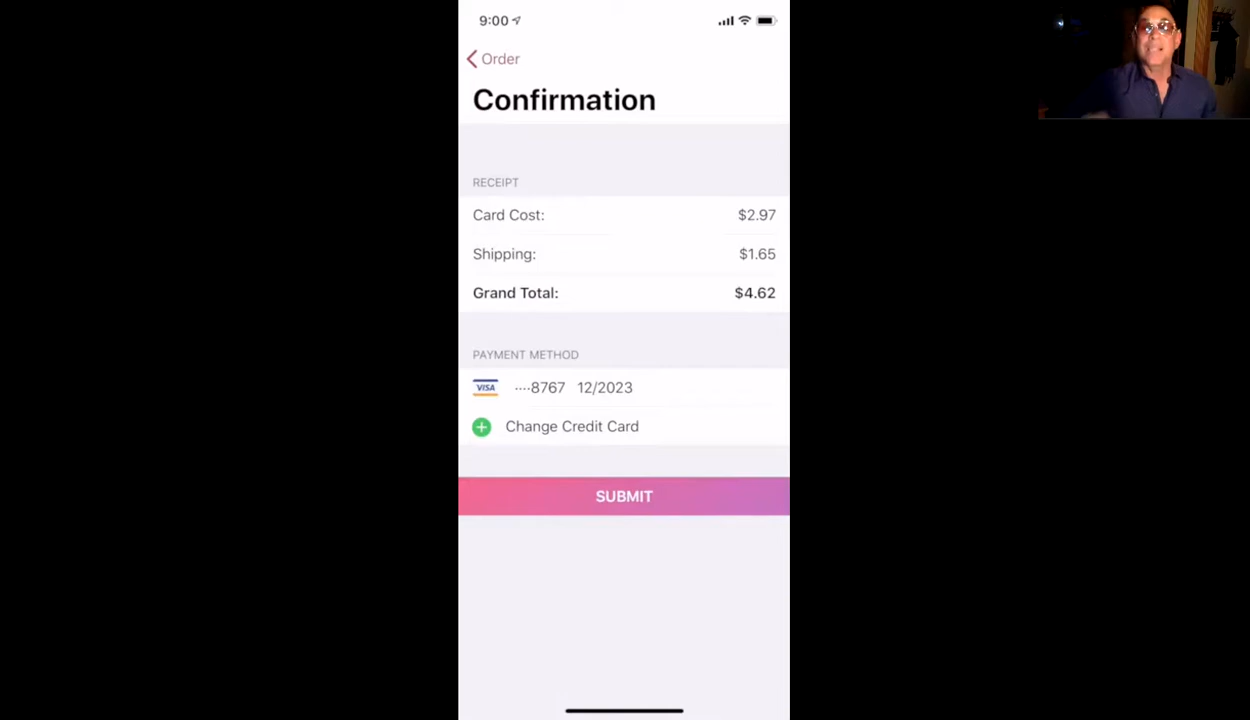 9:00
Order
Confirmation
RECEIPT
Card Cost: $2.97
Shipping: $1.65
Grand Total: $4.62
PAYMENT METHOD
VISA ····8767 12/2023
Change Credit Card
SUBMIT